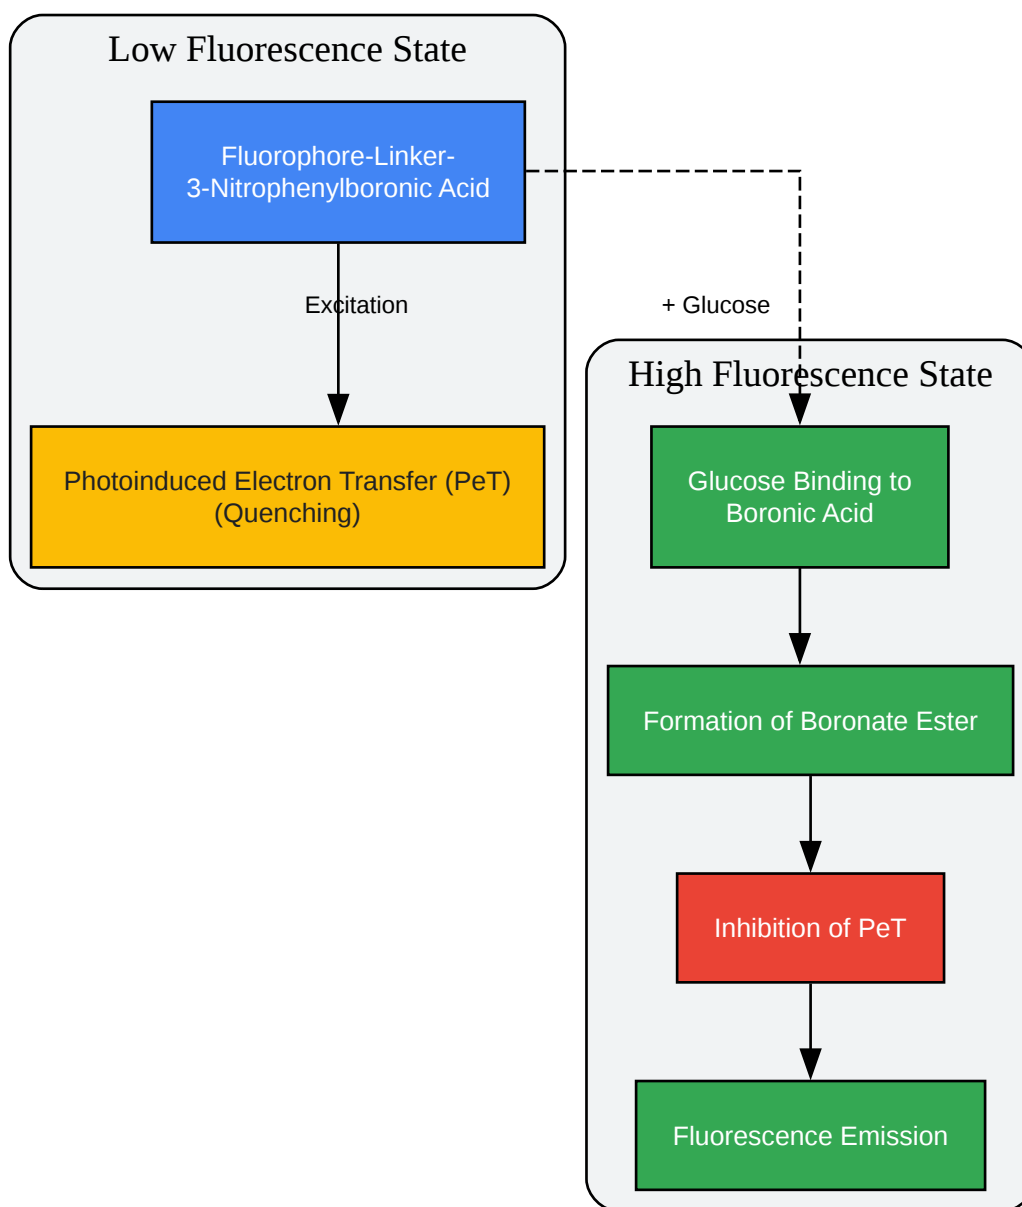 Low Fluorescence State
Fluorophore-Linker-
3-Nitrophenylboronic Acid
Excitation
+ Glucose
Photoinduced Electron Transfer (PeT)
(Quenching)
High Fluorescence State
Glucose Binding to
Boronic Acid
Formation of Boronate Ester
Inhibition of PeT
Fluorescence Emission